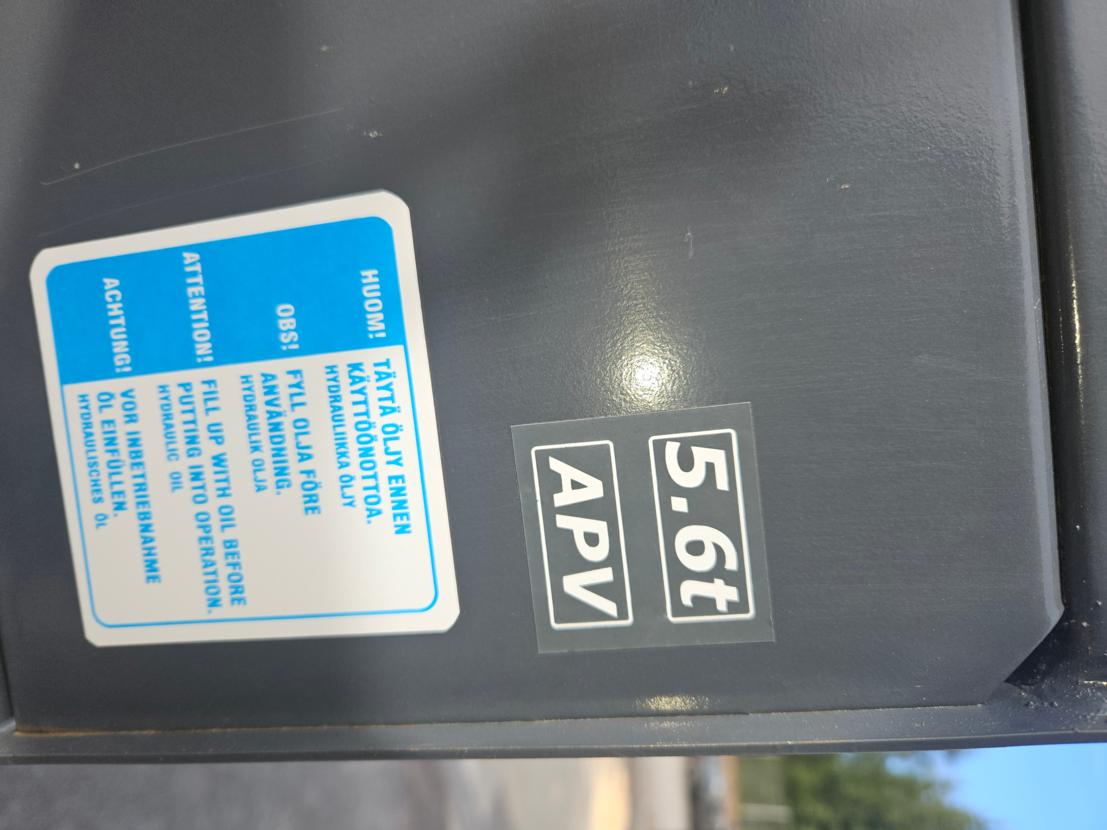 5.6t
APV
HUOM!
TÄYTÄ ÖLJY ENNEN
KÄYTTÖÖNOTTOA.
HYDRAULIIKKA ÖLJY
OBS!
FYLL OLJA FÖRE
ANVÄNDNING.
HYDRAULIK OLJA
ATTENTION!
FILL UP WITH OIL BEFORE
PUTTING INTO OPERATION.
HYDRAULIC OIL
ACHTUNG!
VOR INBETRIEBNAHME
ÖL EINFÜLLEN.
HYDRAULISCHES ÖL